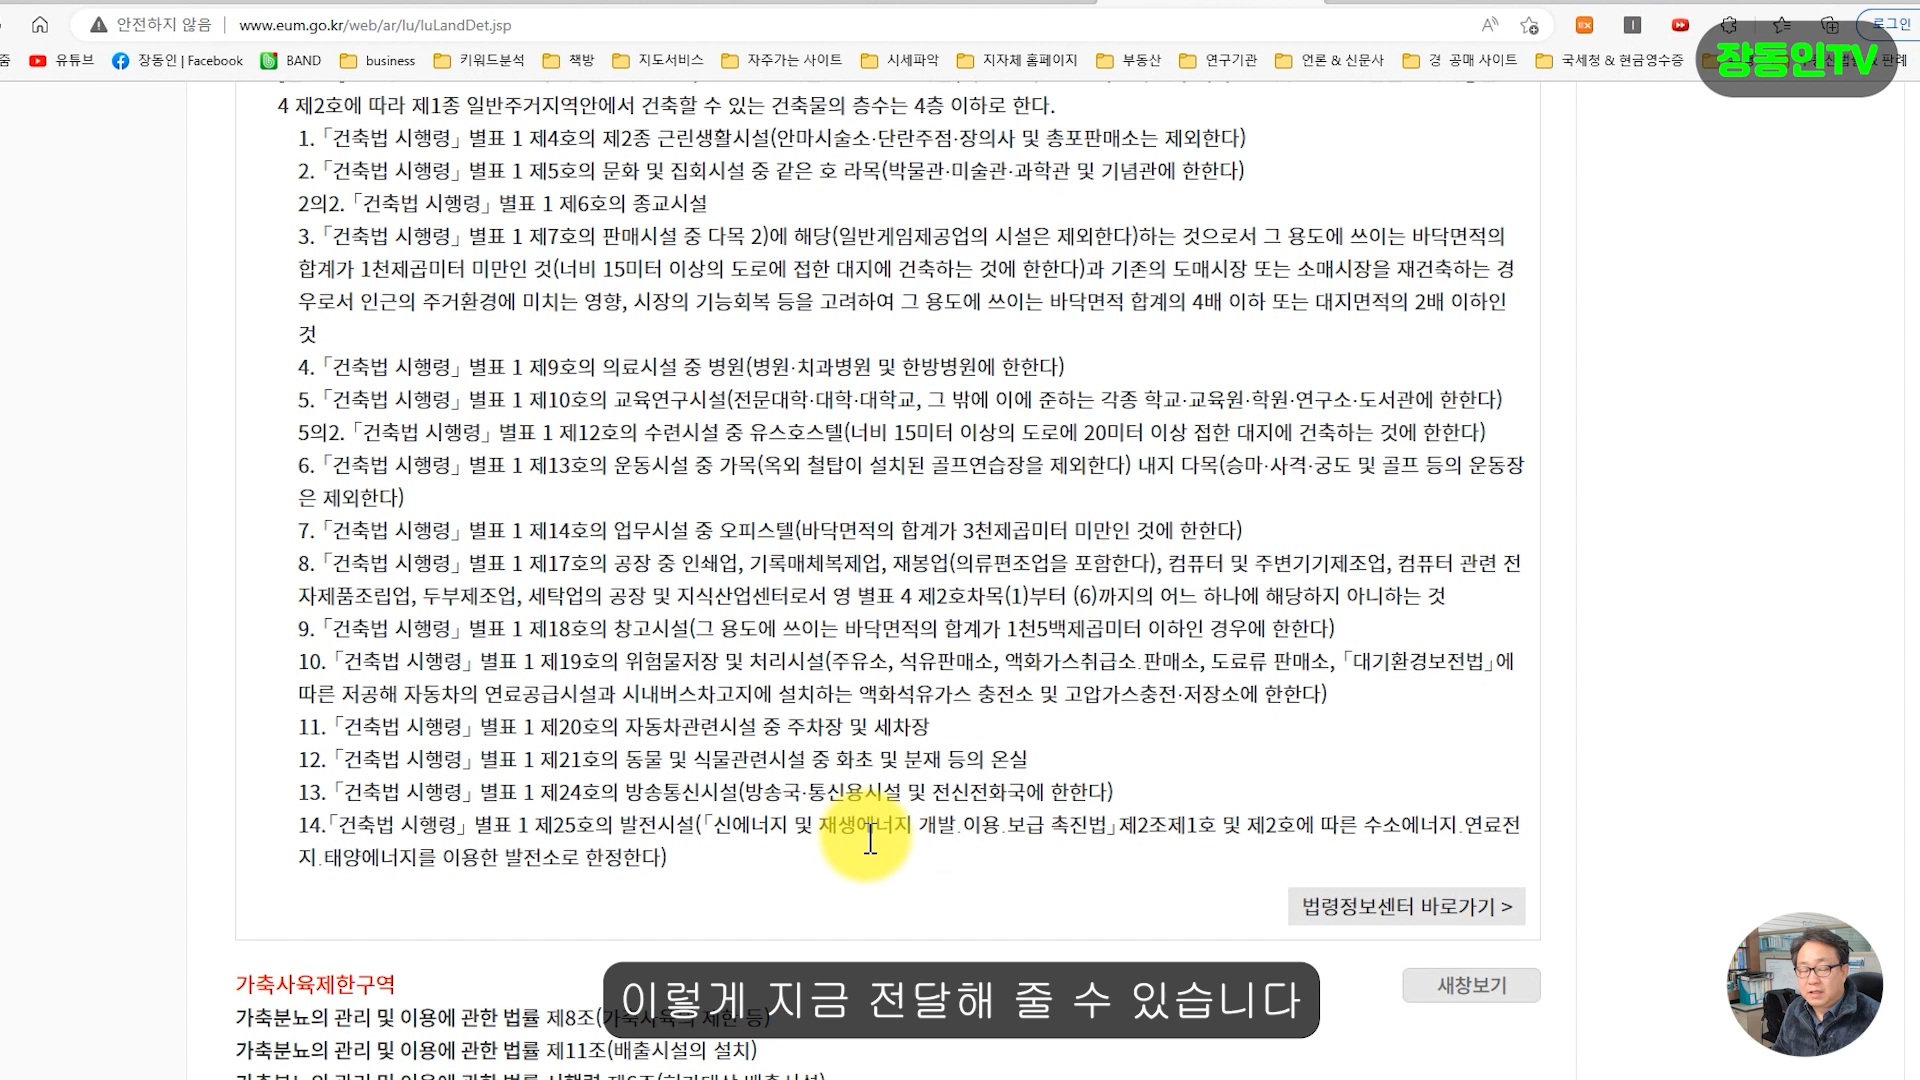 안전하지 않음 www.eum.go.kr/web/ar/lu/luLandDet.jsp 로그인
유튜브 장동인 | Facebook BAND business 키워드분석 책방 지도서비스 자주가는 사이트 시세파악 지자체 홈페이지 부동산 연구기관 언론 & 신문사 경 공매 사이트 국세청 & 현금영수증 판례
장동인TV
4 제2호에 따라 제1종 일반주거지역안에서 건축할 수 있는 건축물의 층수는 4층 이하로 한다.
1.「건축법 시행령」 별표 1 제4호의 제2종 근린생활시설(안마시술소·단란주점·장의사 및 총포판매소는 제외한다)
2.「건축법 시행령」 별표 1 제5호의 문화 및 집회시설 중 같은 호 라목(박물관·미술관·과학관 및 기념관에 한한다)
2의2.「건축법 시행령」 별표 1 제6호의 종교시설
3.「건축법 시행령」 별표 1 제7호의 판매시설 중 다목 2)에 해당(일반게임제공업의 시설은 제외한다)하는 것으로서 그 용도에 쓰이는 바닥면적의
합계가 1천제곱미터 미만인 것(너비 15미터 이상의 도로에 접한 대지에 건축하는 것에 한한다)과 기존의 도매시장 또는 소매시장을 재건축하는 경
우로서 인근의 주거환경에 미치는 영향, 시장의 기능회복 등을 고려하여 그 용도에 쓰이는 바닥면적 합계의 4배 이하 또는 대지면적의 2배 이하인
것
4.「건축법 시행령」 별표 1 제9호의 의료시설 중 병원(병원·치과병원 및 한방병원에 한한다)
5.「건축법 시행령」 별표 1 제10호의 교육연구시설(전문대학·대학·대학교, 그 밖에 이에 준하는 각종 학교·교육원·학원·연구소·도서관에 한한다)
5의2.「건축법 시행령」 별표 1 제12호의 수련시설 중 유스호스텔(너비 15미터 이상의 도로에 20미터 이상 접한 대지에 건축하는 것에 한한다)
6.「건축법 시행령」 별표 1 제13호의 운동시설 중 가목(옥외 철탑이 설치된 골프연습장을 제외한다) 내지 다목(승마·사격·궁도 및 골프 등의 운동장
은 제외한다)
7.「건축법 시행령」 별표 1 제14호의 업무시설 중 오피스텔(바닥면적의 합계가 3천제곱미터 미만인 것에 한한다)
8.「건축법 시행령」 별표 1 제17호의 공장 중 인쇄업, 기록매체복제업, 재봉업(의류편조업을 포함한다), 컴퓨터 및 주변기기제조업, 컴퓨터 관련 전
자제품조립업, 두부제조업, 세탁업의 공장 및 지식산업센터로서 영 별표 4 제2호차목(1)부터 (6)까지의 어느 하나에 해당하지 아니하는 것
9.「건축법 시행령」 별표 1 제18호의 창고시설(그 용도에 쓰이는 바닥면적의 합계가 1천5백제곱미터 이하인 경우에 한한다)
10.「건축법 시행령」 별표 1 제19호의 위험물저장 및 처리시설(주유소, 석유판매소, 액화가스취급소.판매소, 도료류 판매소, 「대기환경보전법」에
따른 저공해 자동차의 연료공급시설과 시내버스차고지에 설치하는 액화석유가스 충전소 및 고압가스충전·저장소에 한한다)
11.「건축법 시행령」 별표 1 제20호의 자동차관련시설 중 주차장 및 세차장
12.「건축법 시행령」 별표 1 제21호의 동물 및 식물관련시설 중 화초 및 분재 등의 온실
13.「건축법 시행령」 별표 1 제24호의 방송통신시설(방송국·통신용시설 및 전신전화국에 한한다)
14.「건축법 시행령」 별표 1 제25호의 발전시설(「신에너지 및 재생에너지 개발.이용.보급 촉진법」제2조제1호 및 제2호에 따른 수소에너지.연료전
지.태양에너지를 이용한 발전소로 한정한다)
법령정보센터 바로가기 >
가축사육제한구역
새창보기
이렇게 지금 전달해 줄 수 있습니다
가축분뇨의 관리 및 이용에 관한 법률 제8조(가축사육의 제한 등)
가축분뇨의 관리 및 이용에 관한 법률 제11조(배출시설의 설치)